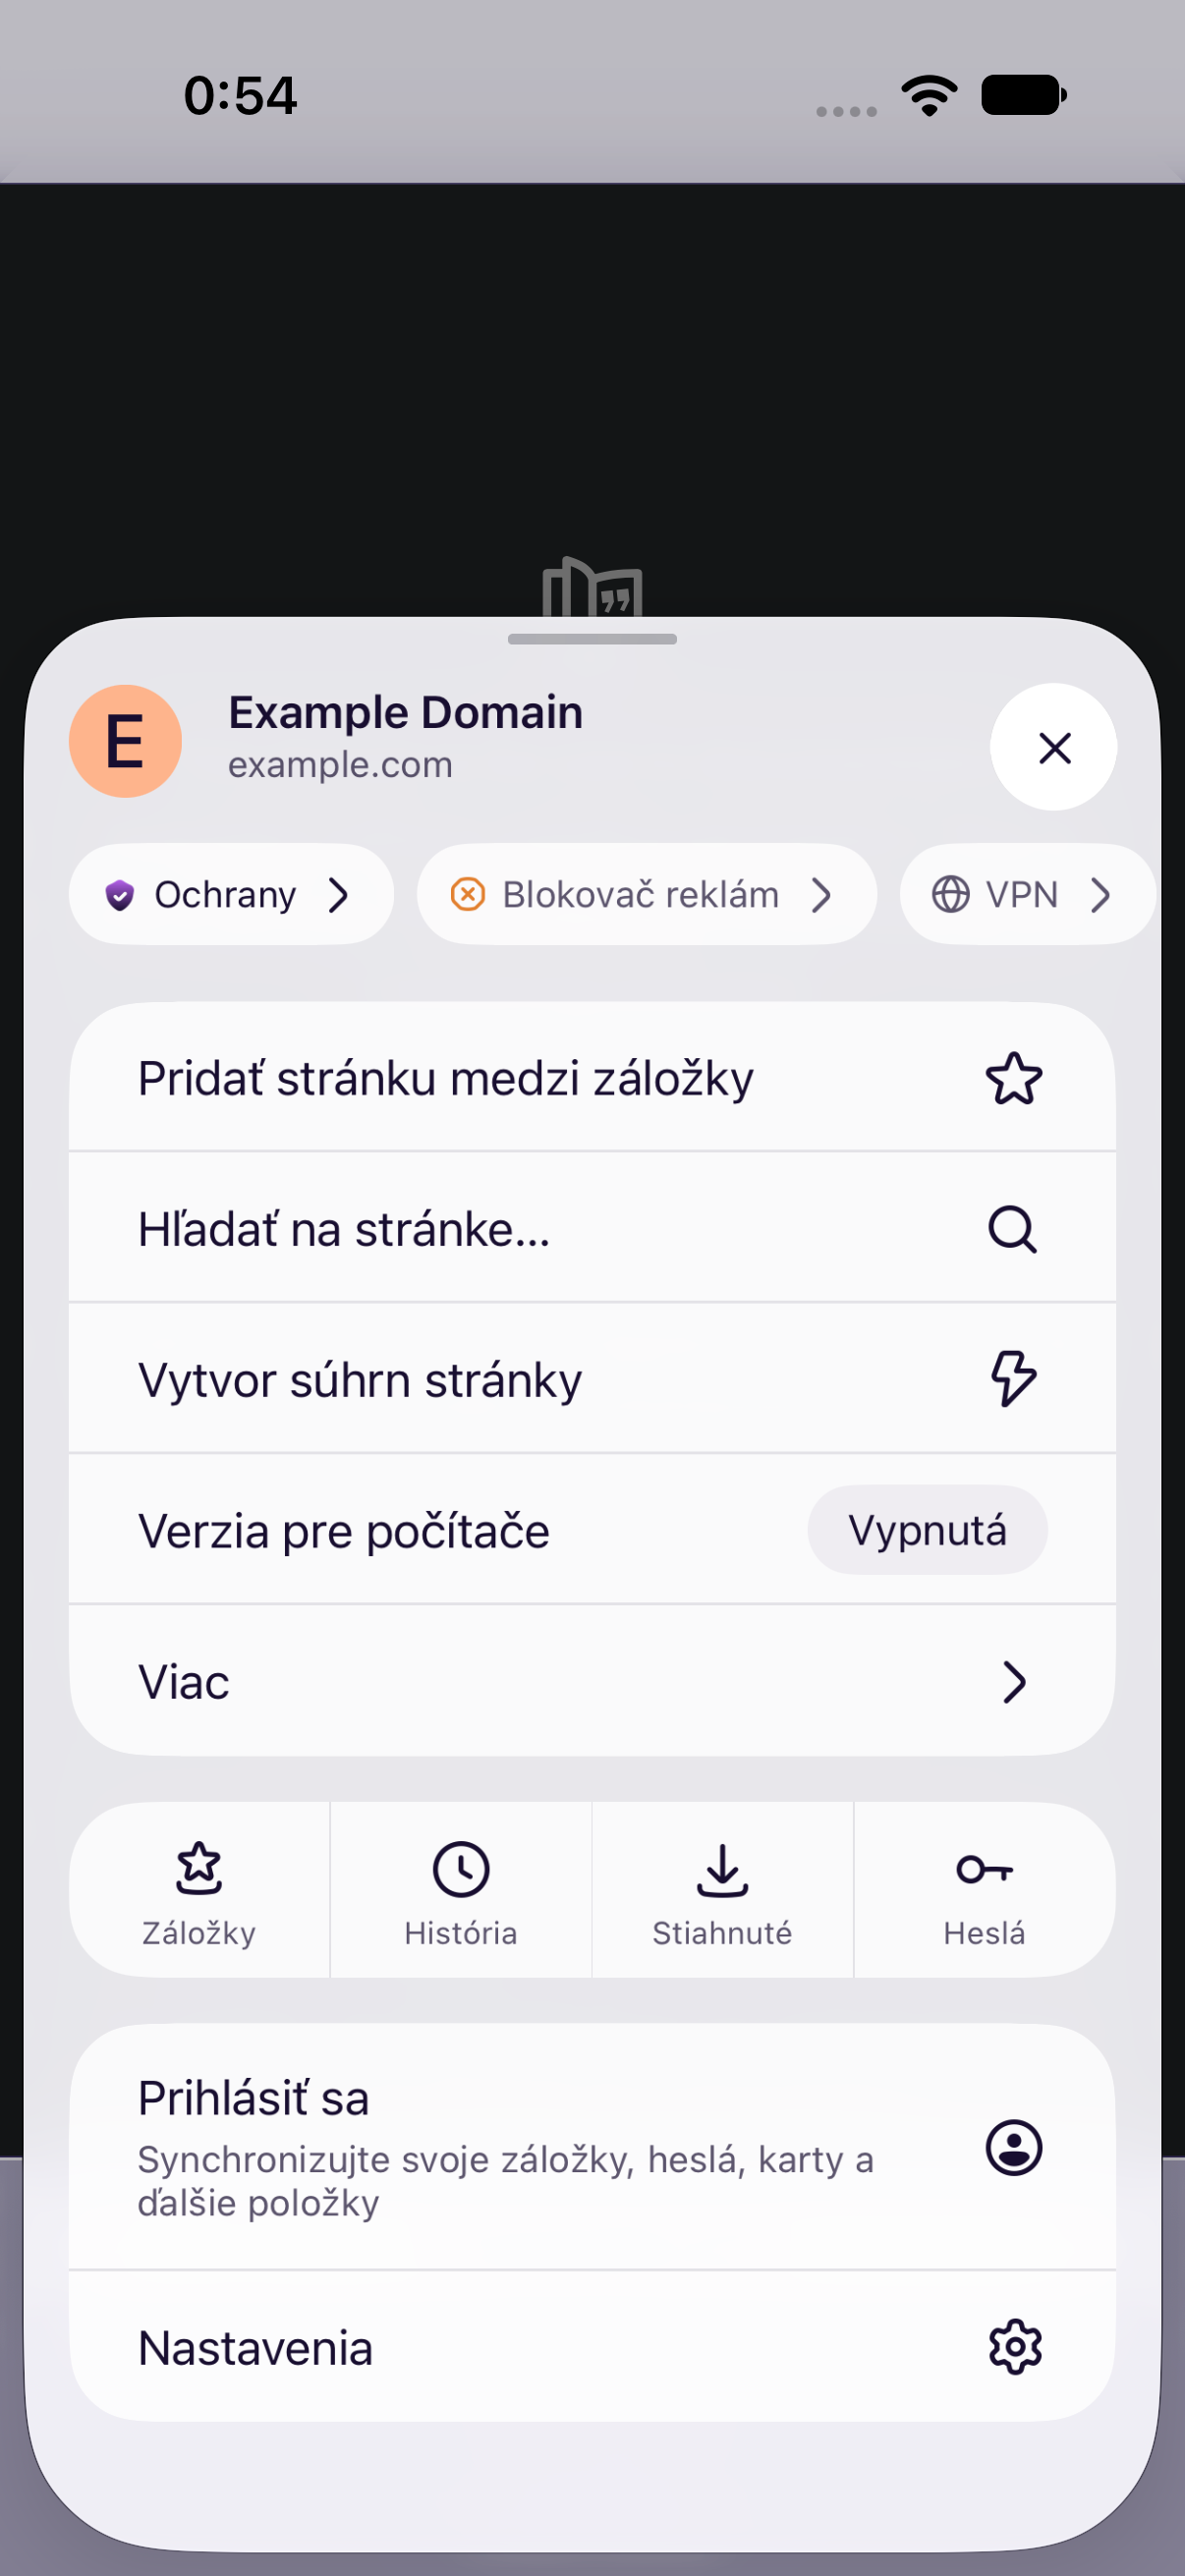 0:54
E
Example Domain
example.com
Ochrany
Blokovač reklám
VPN
Pridať stránku medzi záložky
Hľadať na stránke…
Vytvor súhrn stránky
Verzia pre počítače
Vypnutá
Viac
Záložky
História
Stiahnuté
Heslá
Prihlásiť sa
Synchronizujte svoje záložky, heslá, karty a
ďalšie položky
Nastavenia